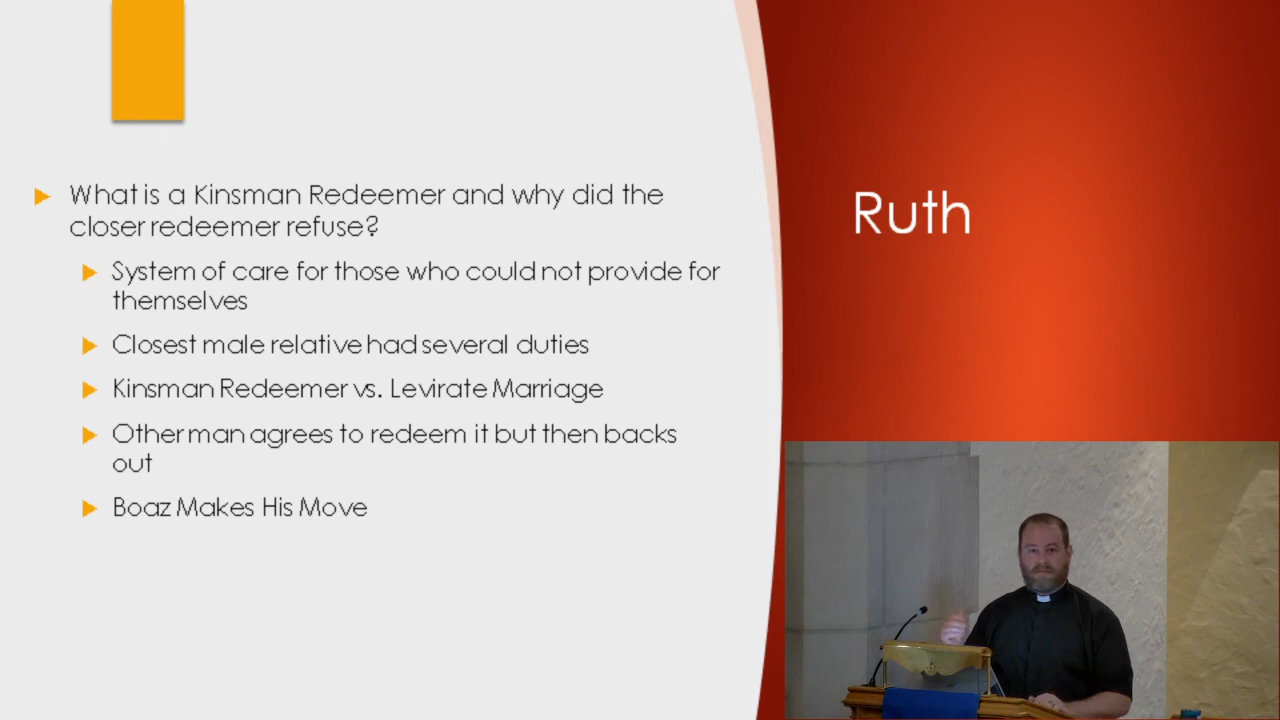 What is a Kinsman Redeemer and why did the
closer redeemer refuse?
System of care for those who could not provide for
themselves
Closest male relative had several duties
Kinsman Redeemer vs. Levirate Marriage
Other man agrees to redeem it but then backs
out
Boaz Makes His Move
Ruth